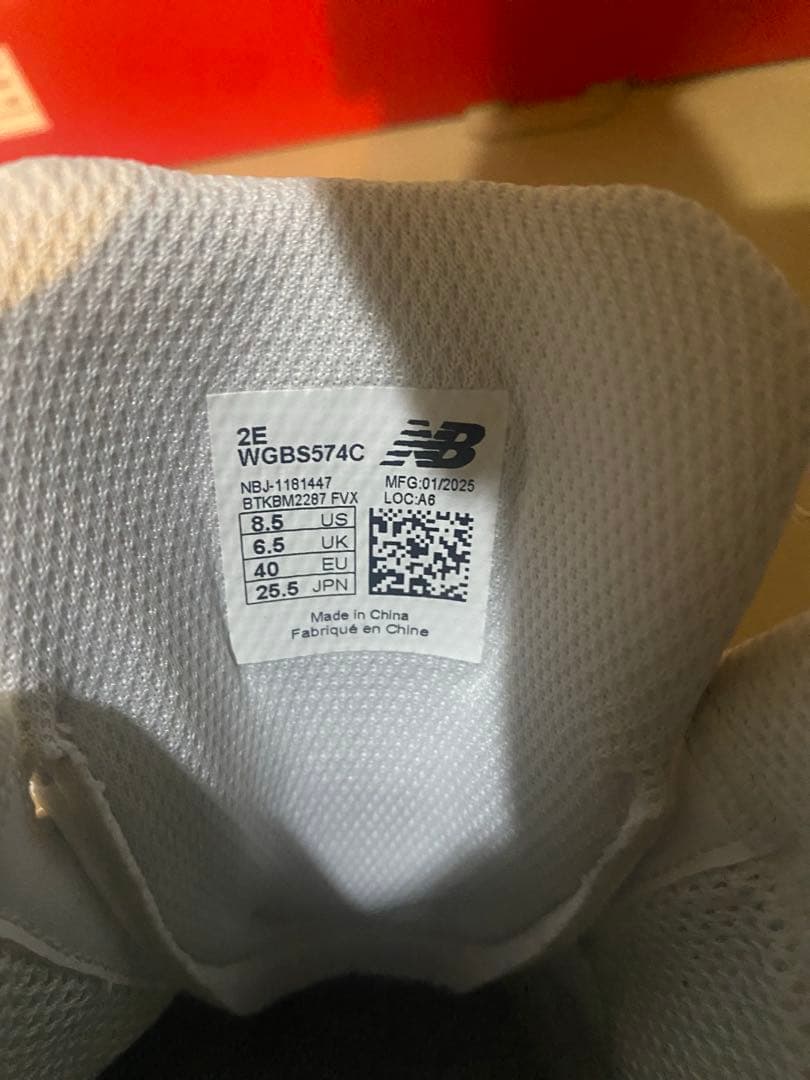 2E
WGBS574C
NB
NBJ-1181447
BTKBM2287 FVX
MFG:01/2025
LOC:A6
8.5 US
6.5 UK
40 EU
25.5 JPN
Made in China
Fabriqué en Chine